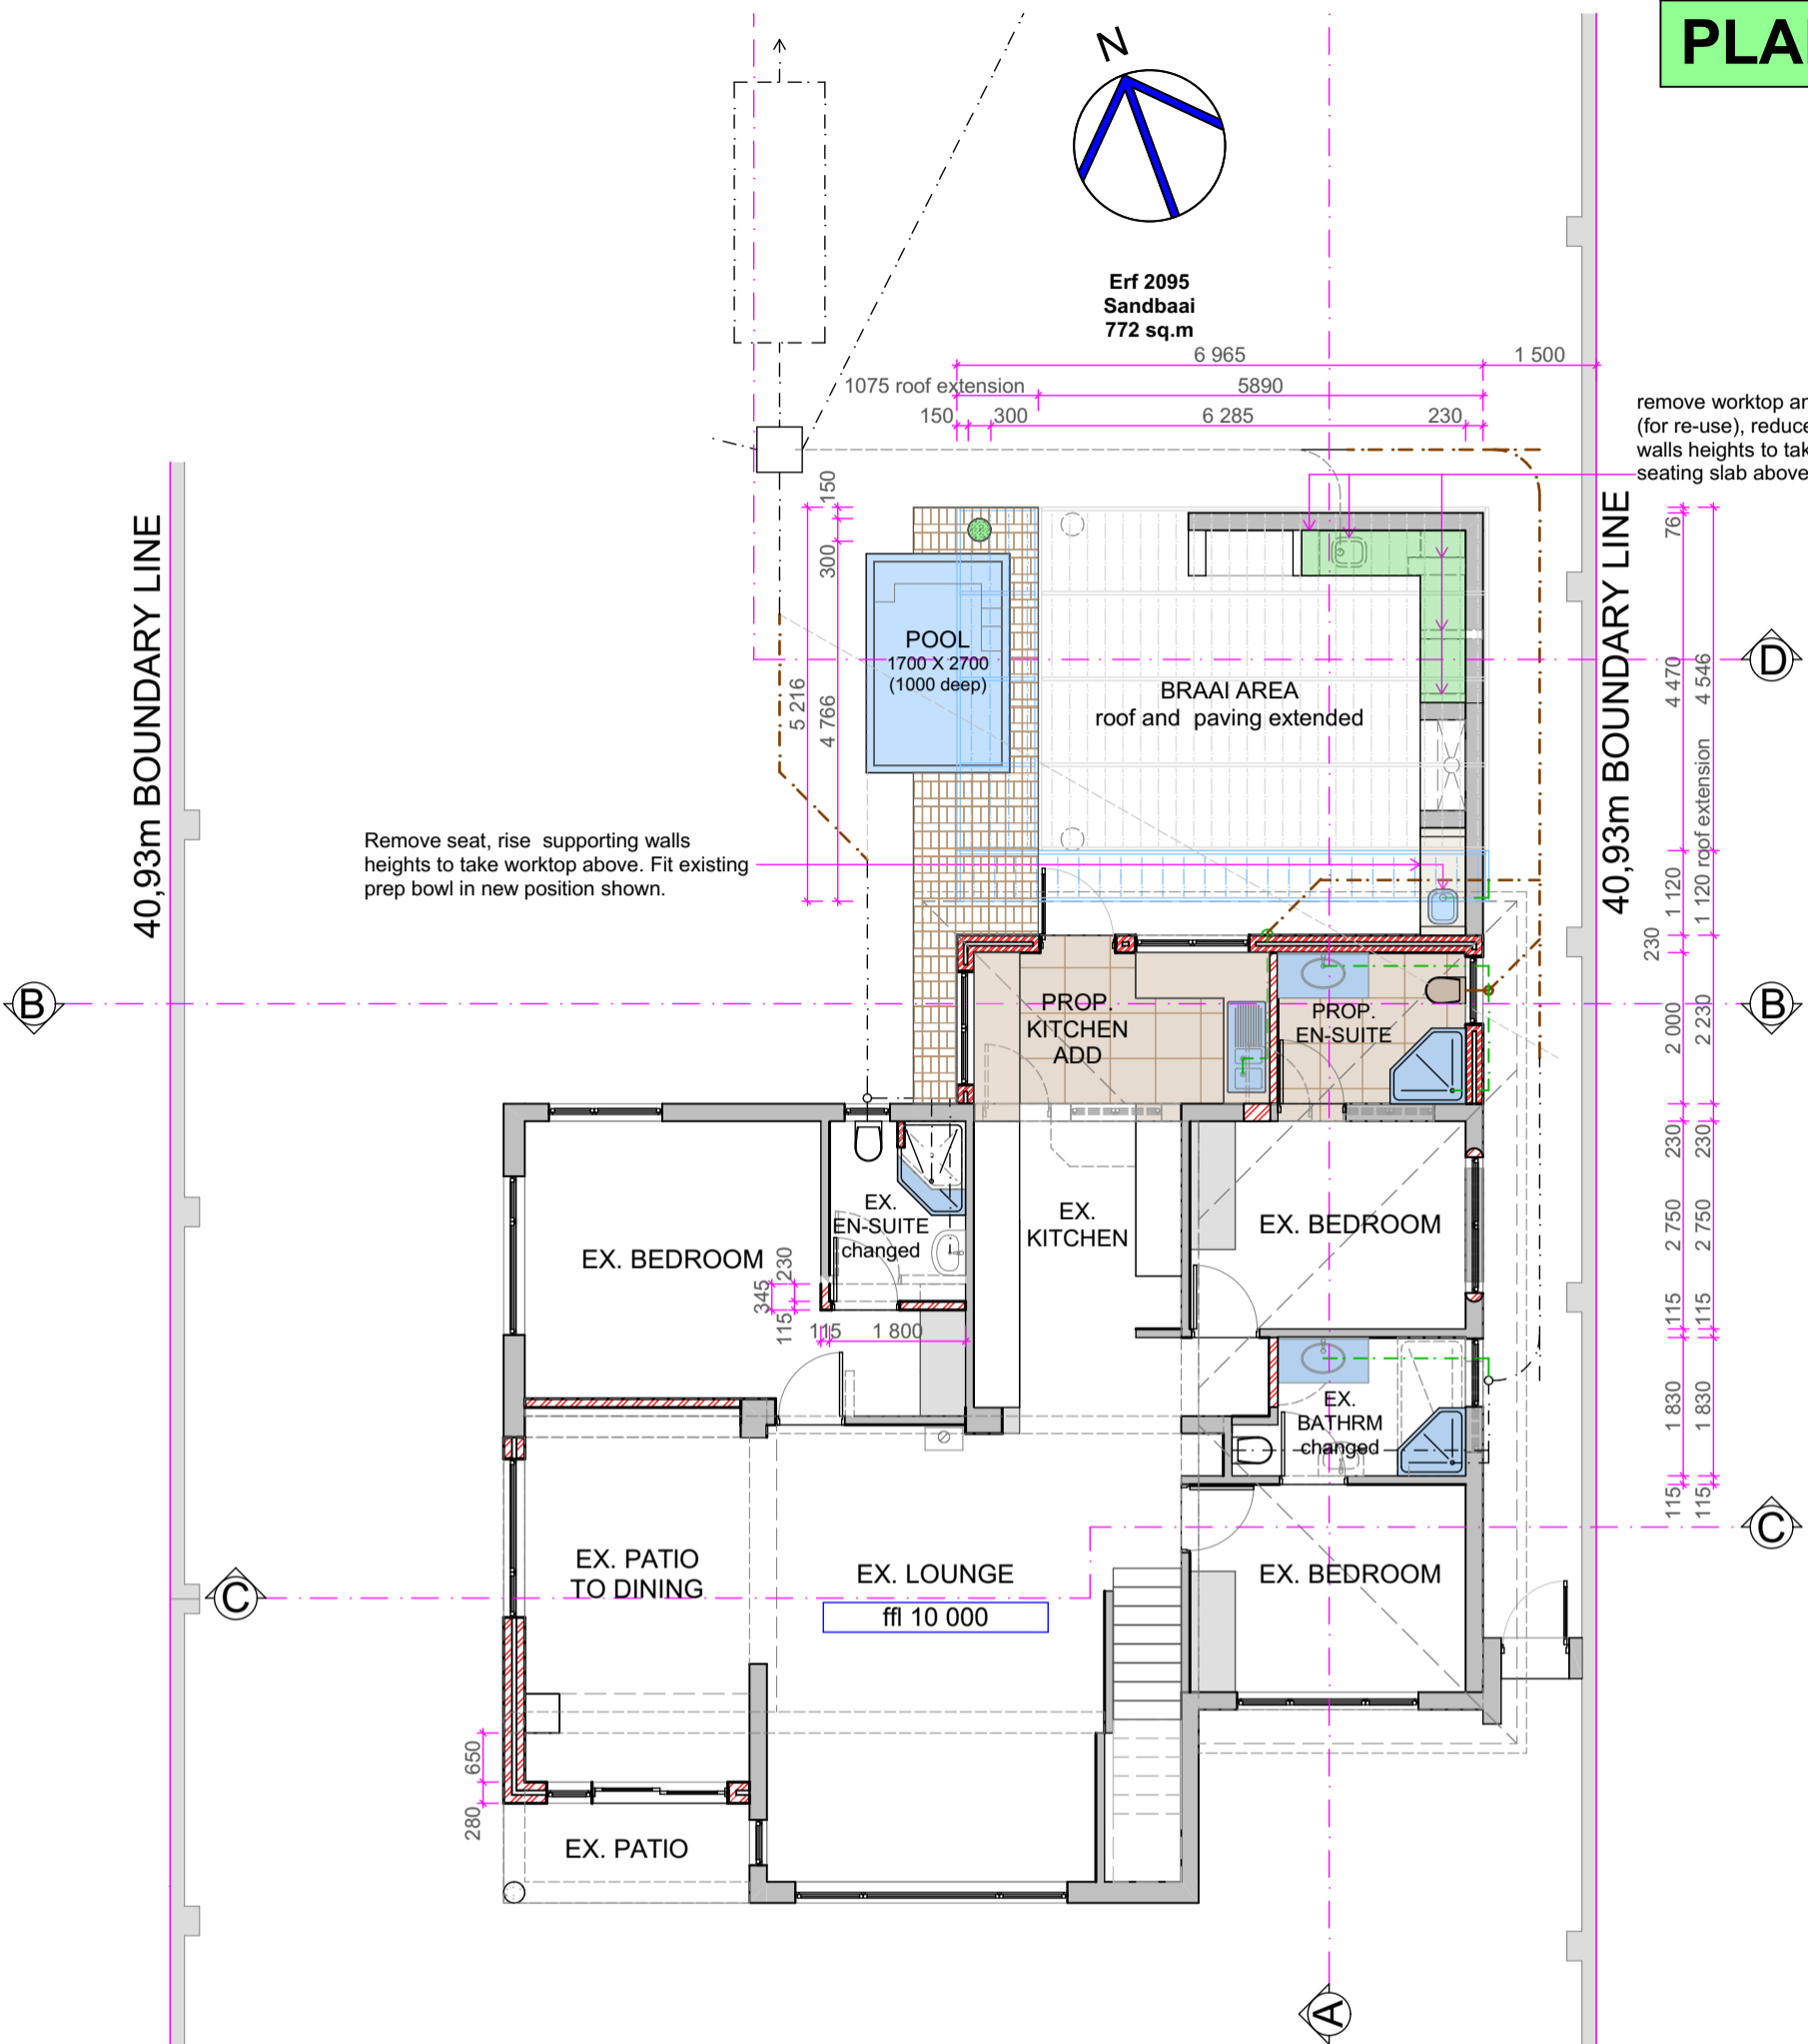 PLA
N
Erf 2095
Sandbaai
772 sq.m
6 965
1 500
1075 roof extension
5890
150
300
6 285
230
remove worktop an
(for re-use), reduce
walls heights to tak
seating slab above
40,93m BOUNDARY LINE
40,93m BOUNDARY LINE
150
300
5 216
4 766
76
4 470
4 546
1 120
1 120 roof extension
230
2 000
2 230
230
230
2 750
2 750
115
115
1 830
1 830
115
115
POOL
1700 X 2700
(1000 deep)
BRAAI AREA
roof and paving extended
D
Remove seat, rise supporting walls
heights to take worktop above. Fit existing
prep bowl in new position shown.
B
B
PROP.
KITCHEN
ADD
PROP.
EN-SUITE
EX.
EN-SUITE
changed
EX.
KITCHEN
EX. BEDROOM
EX. BEDROOM
345
230
115
115
1 800
EX.
BATHRM
changed
C
C
EX. PATIO
TO DINING
EX. LOUNGE
ffl 10 000
EX. BEDROOM
650
280
EX. PATIO
A